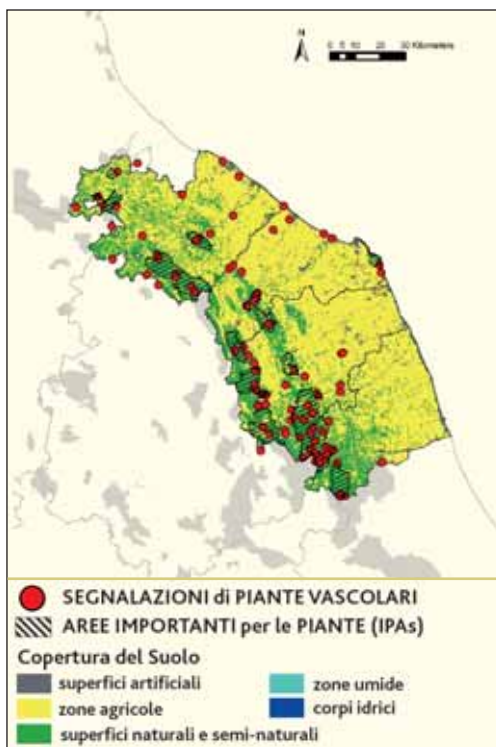 N
0 5 10 20 30 Kilometers
SEGNALAZIONI di PIANTE VASCOLARI
AREE IMPORTANTI per le PIANTE (IPAs)
Copertura del Suolo
superfici artificiali
zone umide
zone agricole
corpi idrici
superfici naturali e semi-naturali